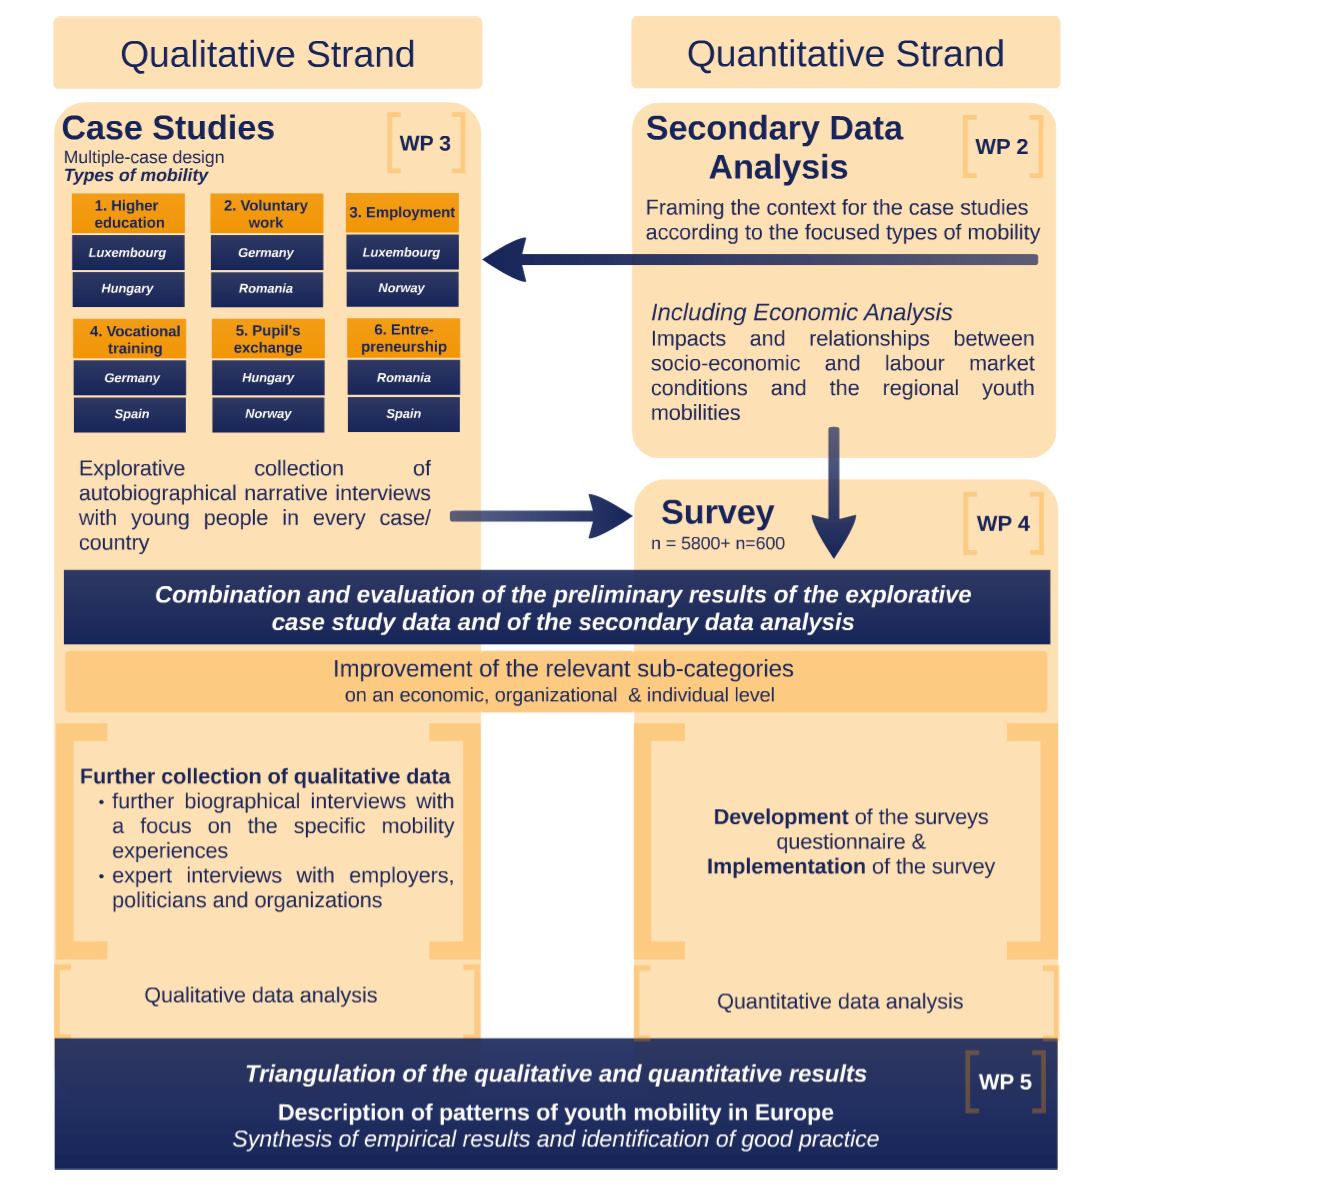 Qualitative Strand
Quantitative Strand
Case Studies
WP 3
Multiple-case design
Types of mobility
1. Higher
education
Luxembourg
Hungary
2. Voluntary
work
Germany
Romania
3. Employment
Luxembourg
Norway
4. Vocational
training
Germany
Spain
5. Pupil's
exchange
Hungary
Norway
6. Entre-
preneurship
Romania
Spain
Explorative collection of
autobiographical narrative interviews
with young people in every case/
country
Secondary Data
Analysis
WP 2
Framing the context for the case studies
according to the focused types of mobility
Including Economic Analysis
Impacts and relationships between
socio-economic and labour market
conditions and the regional youth
mobilities
Survey
n = 5800+ n=600
WP 4
Combination and evaluation of the preliminary results of the explorative
case study data and of the secondary data analysis
Improvement of the relevant sub-categories
on an economic, organizational & individual level
Further collection of qualitative data
• further biographical interviews with
a focus on the specific mobility
experiences
• expert interviews with employers,
politicians and organizations
Development of the surveys
questionnaire &
Implementation of the survey
Qualitative data analysis
Quantitative data analysis
Triangulation of the qualitative and quantitative results
WP 5
Description of patterns of youth mobility in Europe
Synthesis of empirical results and identification of good practice